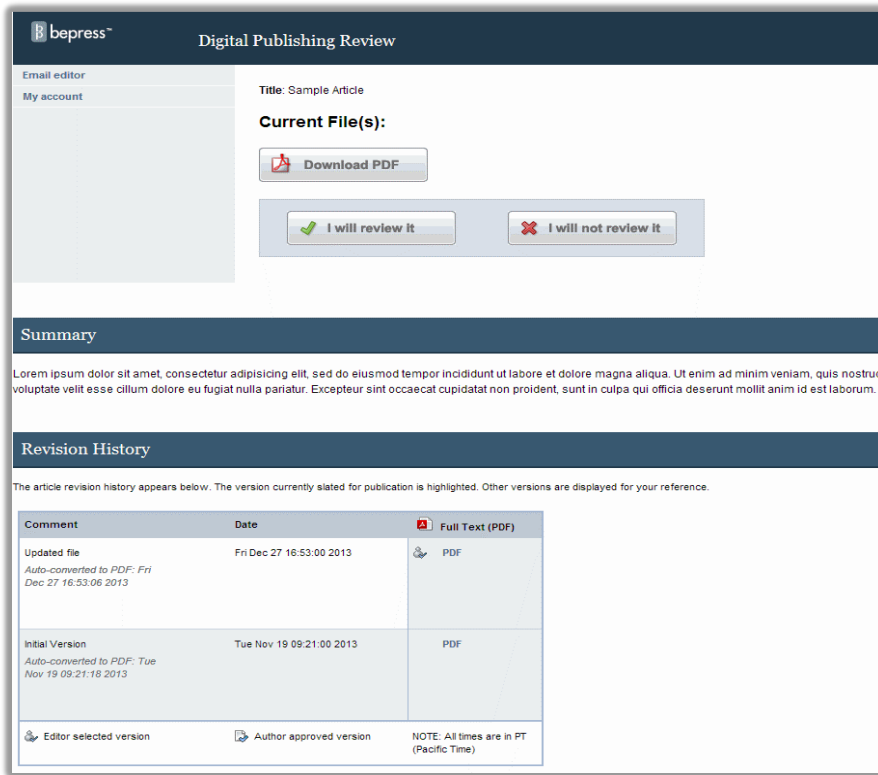 bepress™
Digital Publishing Review
Email editor
My account
Title: Sample Article
Current File(s):
Download PDF
I will review it
I will not review it
Summary
Lorem ipsum dolor sit amet, consectetur adipisicing elit, sed do eiusmod tempor incididunt ut labore et dolore magna aliqua. Ut enim ad minim veniam, quis nostru
voluptate velit esse cillum dolore eu fugiat nulla pariatur. Excepteur sint occaecat cupidatat non proident, sunt in culpa qui officia deserunt mollit anim id est laborum.
Revision History
The article revision history appears below. The version currently slated for publication is highlighted. Other versions are displayed for your reference.
Comment Date Full Text (PDF)
Updated file Fri Dec 27 16:53:00 2013 PDF
Auto-converted to PDF: Fri
Dec 27 16:53:06 2013
Initial Version Tue Nov 19 09:21:00 2013 PDF
Auto-converted to PDF: Tue
Nov 19 09:21:18 2013
Editor selected version Author approved version NOTE: All times are in PT
(Pacific Time)